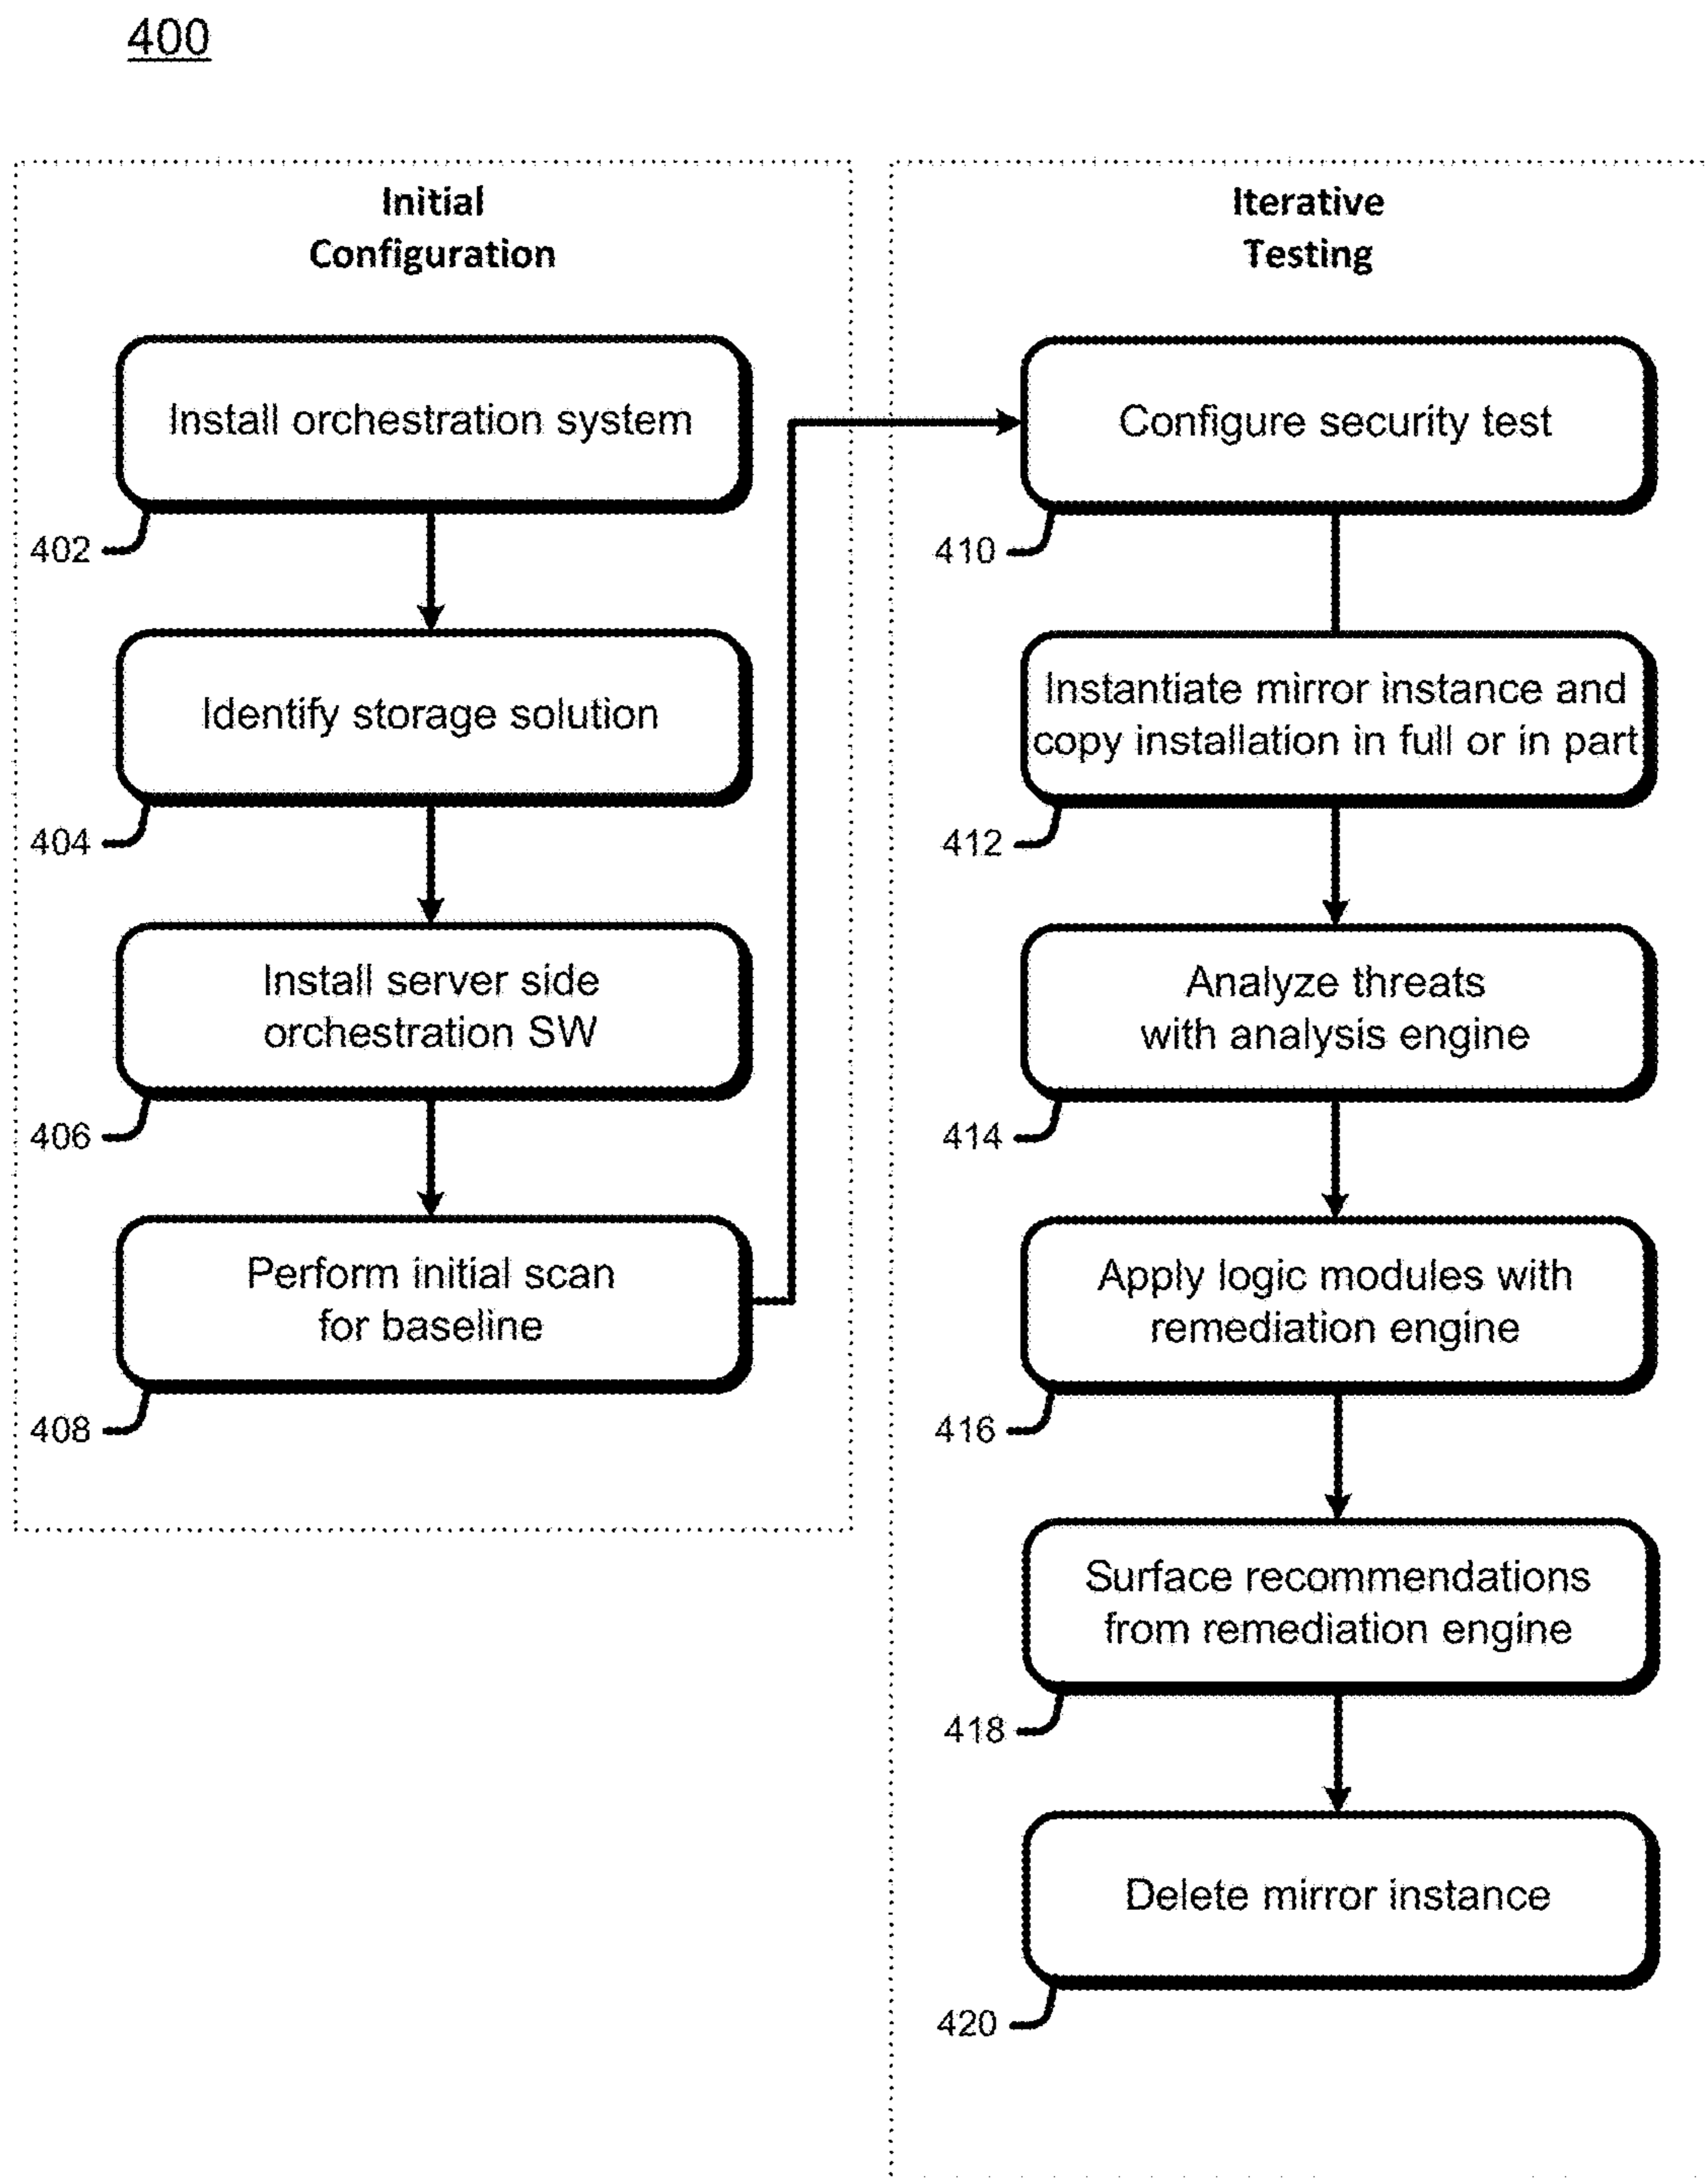 400
Initial
Configuration
Install orchestration system
402
Identify storage solution
404
Install server side
orchestration SW
406
Perform initial scan
for baseline
408
Iterative
Testing
Configure security test
410
Instantiate mirror instance and
copy installation in full or in part
412
Analyze threats
with analysis engine
414
Apply logic modules with
remediation engine
416
Surface recommendations
from remediation engine
418
Delete mirror instance
420